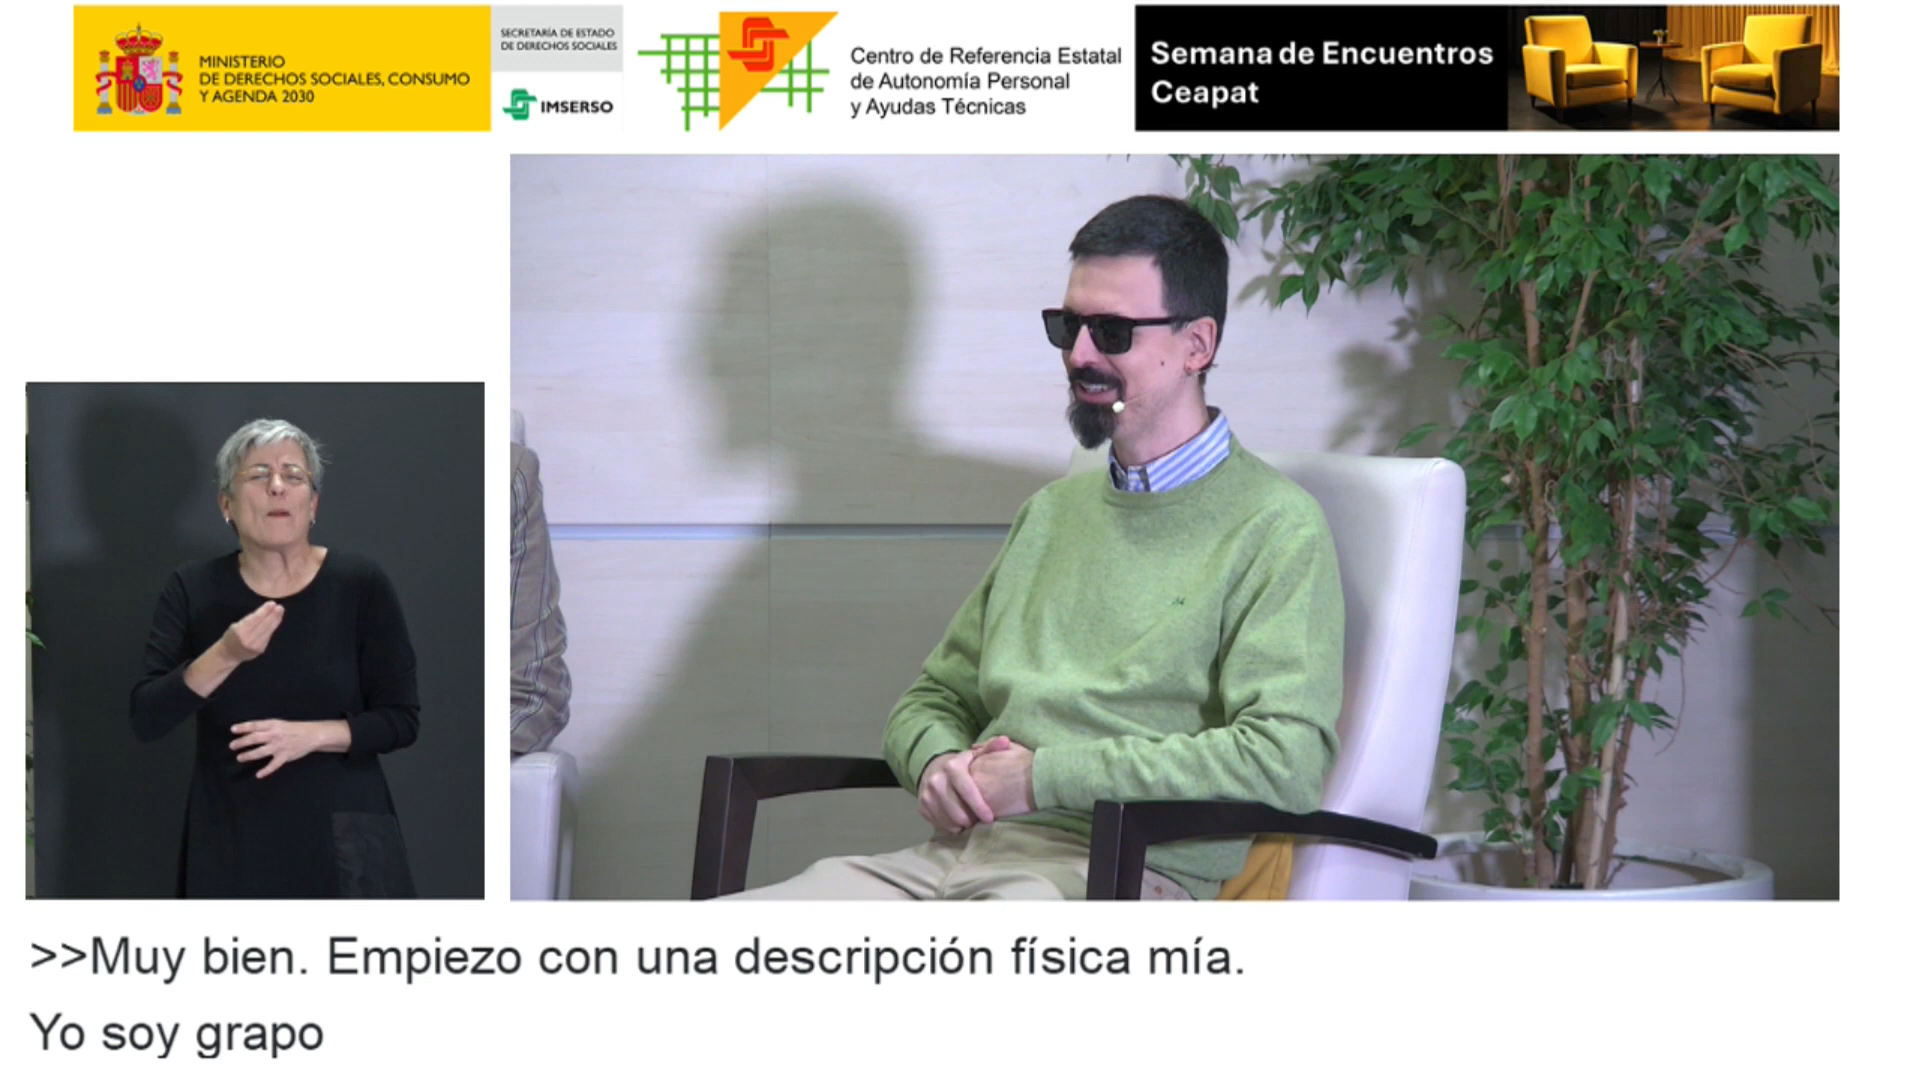 MINISTERIO
DE DERECHOS SOCIALES, CONSUMO
Y AGENDA 2030
SECRETARÍA DE ESTADO
DE DERECHOS SOCIALES
IMSERSO
Centro de Referencia Estatal
de Autonomía Personal
y Ayudas Técnicas
Semana de Encuentros
Ceapat
>>Muy bien. Empiezo con una descripción física mía.
Yo soy grapo